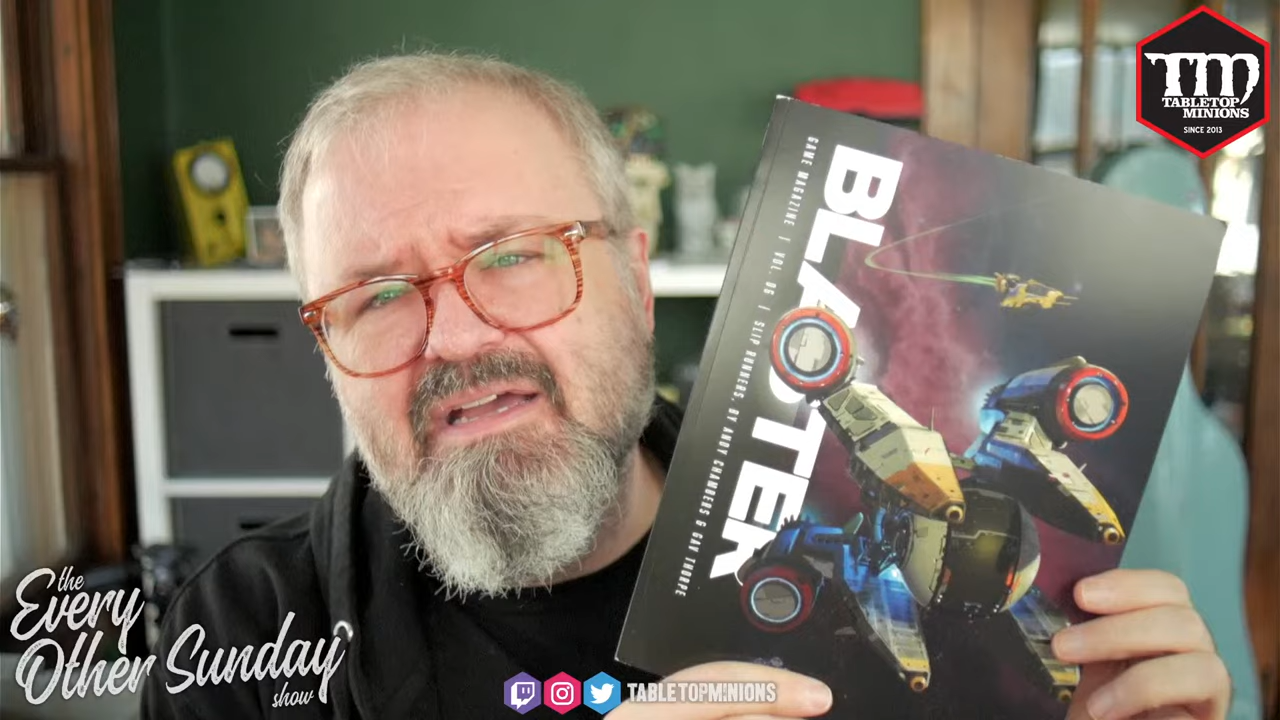 TM
TABLETOP
MINIONS
SINCE 2013
BLASTER
GAME MAGAZINE | VOL. 06 | SLIP RUNNERS, BY ANDY CHAMBERS & GAV THORPE
the
Every
Other Sunday
show
TABLETOPMINIONS